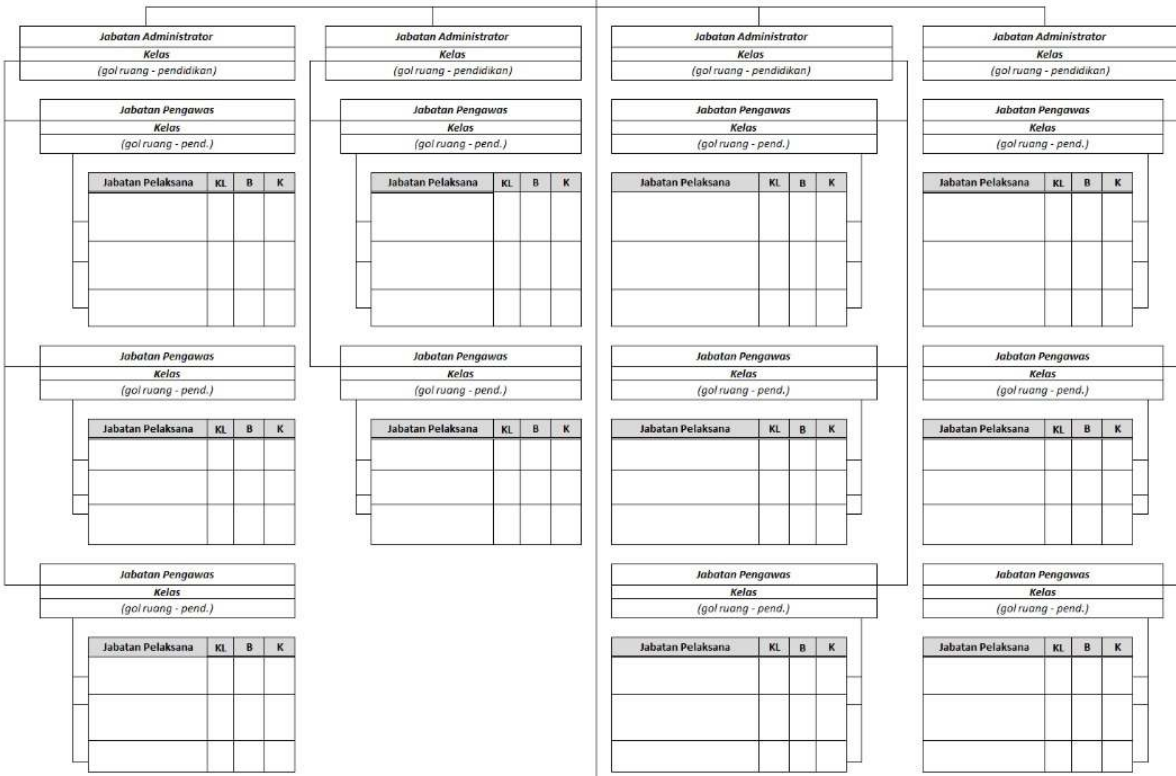 Jabatan Administrator
Kelas
(gol ruang - pendidikan)
Jabatan Administrator
Kelas
(gol ruang - pendidikan)
Jabatan Administrator
Kelas
(gol ruang - pendidikan)
Jabatan Administrator
Kelas
(gol ruang - pendidikan)
Jabatan Pengawas
Kelas
(gol ruang - pend.)
Jabatan Pengawas
Kelas
(gol ruang - pend.)
Jabatan Pengawas
Kelas
(gol ruang - pend.)
Jabatan Pengawas
Kelas
(gol ruang - pend.)
Jabatan Pelaksana KL B K
Jabatan Pelaksana KL B K
Jabatan Pelaksana KL B K
Jabatan Pelaksana KL B K
Jabatan Pengawas
Kelas
(gol ruang - pend.)
Jabatan Pengawas
Kelas
(gol ruang - pend.)
Jabatan Pengawas
Kelas
(gol ruang - pend.)
Jabatan Pengawas
Kelas
(gol ruang - pend.)
Jabatan Pelaksana KL B K
Jabatan Pelaksana KL B K
Jabatan Pelaksana KL B K
Jabatan Pelaksana KL B K
Jabatan Pengawas
Kelas
(gol ruang - pend.)
Jabatan Pengawas
Kelas
(gol ruang - pend.)
Jabatan Pengawas
Kelas
(gol ruang - pend.)
Jabatan Pelaksana KL B K
Jabatan Pelaksana KL B K
Jabatan Pelaksana KL B K